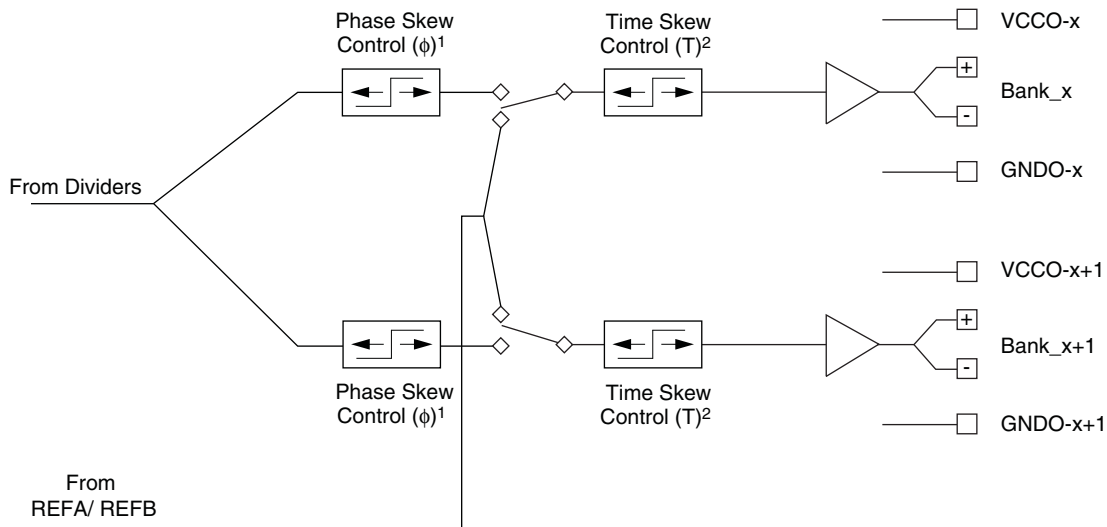 Phase Skew
Control (ϕ)¹
Time Skew
Control (T)²
VCCO-x
+
Bank_x
-
GNDO-x
From Dividers
VCCO-x+1
+
Bank_x+1
-
GNDO-x+1
Phase Skew
Control (ϕ)¹
Time Skew
Control (T)²
From
REFA/ REFB